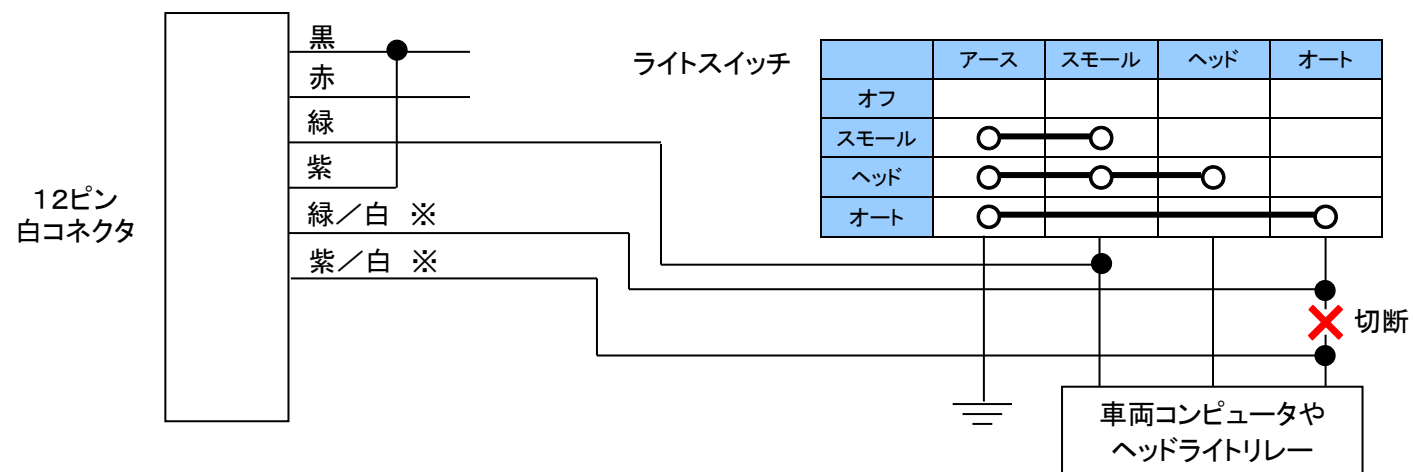 黒
赤
緑
紫
緑／白 ※
紫／白 ※
１２ピン
白コネクタ
ライトスイッチ
アース スモール ヘッド オート
オフ
スモール
ヘッド
オート
切断
車両コンピュータや
ヘッドライトリレー